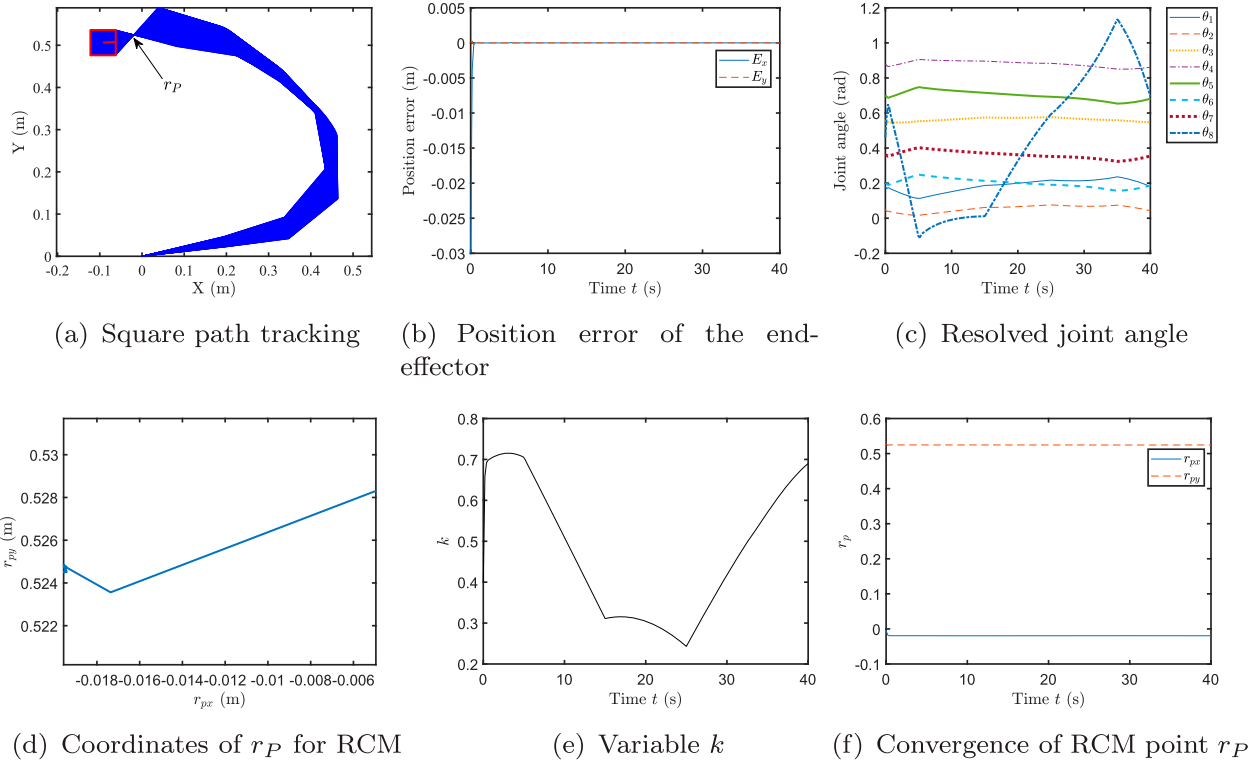 0.5
0.4
0.3
0.2
0.1
0
Y (m)
-0.2 -0.1 0 0.1 0.2 0.3 0.4 0.5
X (m)
r_P
(a) Square path tracking
0.005
0
-0.005
-0.01
-0.015
-0.02
-0.025
-0.03
Position error (m)
E_x
E_y
0 10 20 30 40
Time t (s)
(b) Position error of the end-
effector
1.2
1
0.8
0.6
0.4
0.2
0
-0.2
Joint angle (rad)
θ_1
θ_2
θ_3
θ_4
θ_5
θ_6
θ_7
θ_8
0 10 20 30 40
Time t (s)
(c) Resolved joint angle
0.53
0.528
0.526
0.524
0.522
r_py (m)
-0.018 -0.016 -0.014 -0.012 -0.01 -0.008 -0.006
r_px (m)
(d) Coordinates of r_P for RCM
0.8
0.7
0.6
0.5
0.4
0.3
0.2
k
0 10 20 30 40
Time t (s)
(e) Variable k
0.6
0.5
0.4
0.3
0.2
0.1
0
-0.1
r_p
r_px
r_py
0 10 20 30 40
Time t (s)
(f) Convergence of RCM point r_P